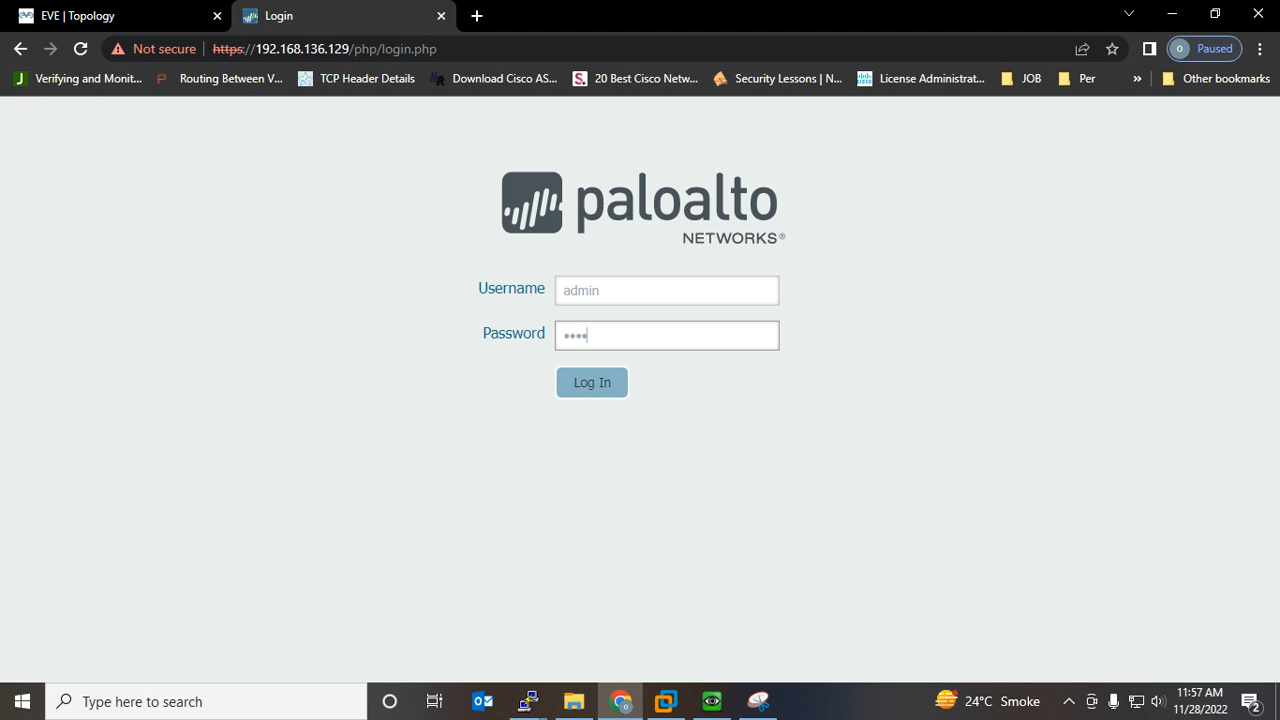 EVE | Topology
Login
Not secure
https://192.168.136.129/php/login.php
Paused
Verifying and Monit...
Routing Between V...
TCP Header Details
Download Cisco AS...
20 Best Cisco Netw...
Security Lessons | N...
License Administrat...
JOB
Per
»
Other bookmarks
paloalto
NETWORKS®
Username
admin
Password
••••
Log In
Type here to search
24°C Smoke
11:57 AM
11/28/2022
2